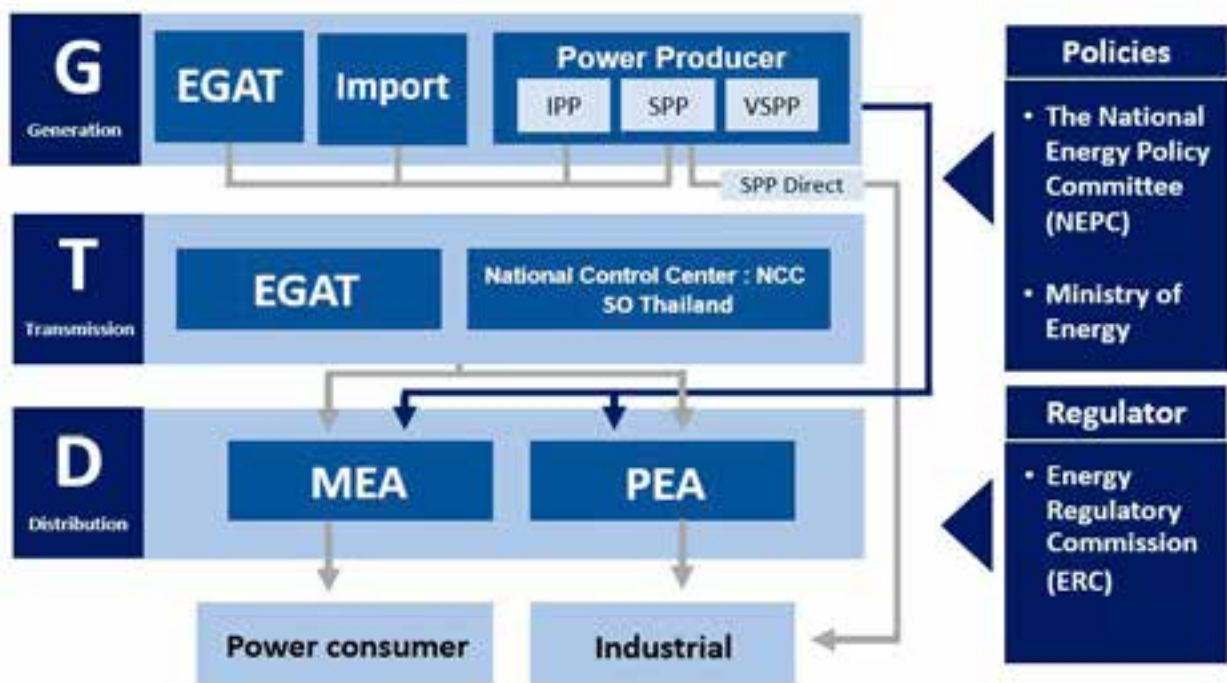 G
Generation
EGAT
Import
Power Producer
IPP
SPP
VSPP
SPP Direct
T
Transmission
EGAT
National Control Center : NCC
SO Thailand
D
Distribution
MEA
PEA
Power consumer
Industrial
Policies
• The National
Energy Policy
Committee
(NEPC)
• Ministry of
Energy
Regulator
• Energy
Regulatory
Commission
(ERC)